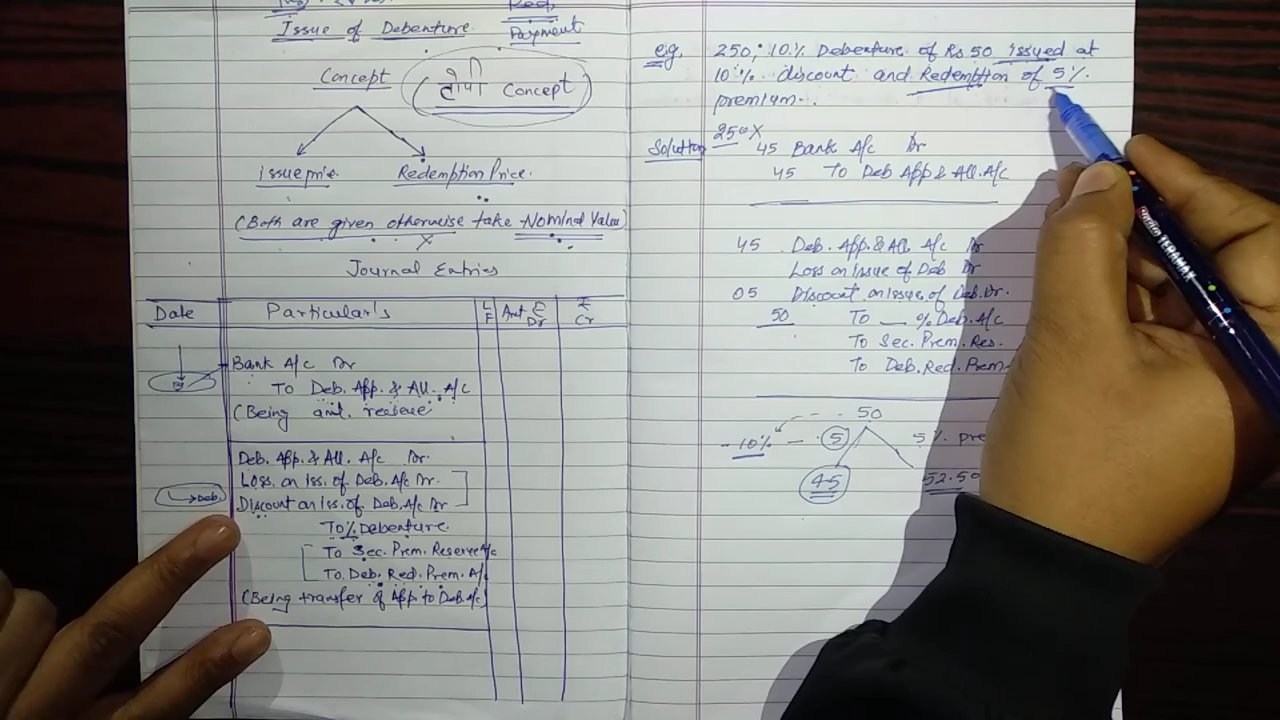 Red.
Issue of Debenture.
Payment
Concept
(टोपी Concept)
Issue price.
Redemption Price.
(Both are given otherwise take Nominal Value)
X
Journal Entries
Date
Particular's
L
F
Amt ₹
Dr
₹
Cr
Bank A/c Dr
To Deb. App. & All. A/c
(Being amt. receive
Deb. App. & All. A/c Dr.
Loss. on Iss. of Deb. A/c Dr.
↳ Deb.
Discount on Iss. of Deb. A/c Dr
To % Debenture.
To Sec. Prem. Reserve A/c
To Deb. Red. Prem. A/c
(Being transfer of App. to Deb. A/c)
e.g. 250, 10% Debenture of Rs 50 issued at
10% discount and Redemption of 5%
premium..
250 X
Solution
45 Bank A/c Dr
45 To Deb App & All. A/c
45 Deb. App. & All A/c Dr
Loss on Issue of Deb Dr
05 Discount on Issue of Deb. Dr.
50 To __ % Deb. A/c
To Sec. Prem. Res.
To Deb. Red. Prem.
50
-10% - 5
5% pre
45
52.50